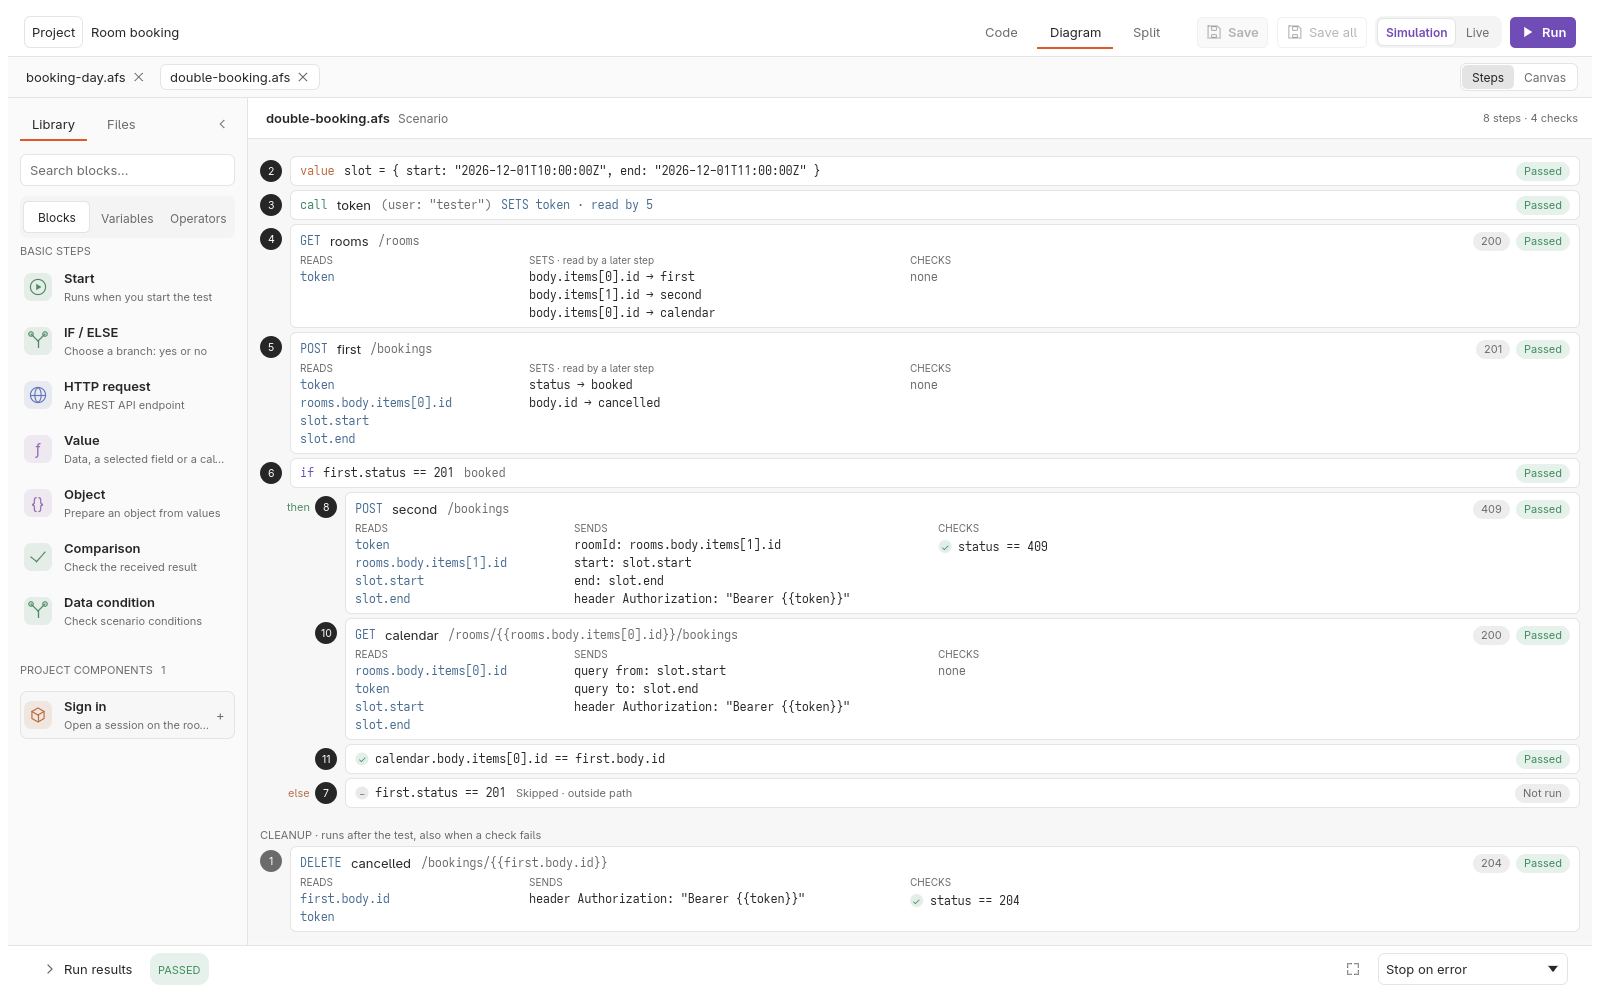 Project Room booking
Code Diagram Split Save Save all Simulation Live Run
booking-day.afs double-booking.afs Steps Canvas
Library Files
Search blocks...
Blocks Variables Operators
BASIC STEPS
Start
Runs when you start the test
IF / ELSE
Choose a branch: yes or no
HTTP request
Any REST API endpoint
Value
Data, a selected field or a cal...
Object
Prepare an object from values
Comparison
Check the received result
Data condition
Check scenario conditions
PROJECT COMPONENTS 1
Sign in
Open a session on the roo... +
double-booking.afs Scenario 8 steps · 4 checks
2 value slot = { start: "2026-12-01T10:00:00Z", end: "2026-12-01T11:00:00Z" } Passed
3 call token (user: "tester") SETS token · read by 5 Passed
4 GET rooms /rooms 200 Passed
READS SETS · read by a later step CHECKS
token body.items[0].id → first none
body.items[1].id → second
body.items[0].id → calendar
5 POST first /bookings 201 Passed
READS SETS · read by a later step CHECKS
token status → booked none
rooms.body.items[0].id body.id → cancelled
slot.start
slot.end
6 if first.status == 201 booked Passed
then 8 POST second /bookings 409 Passed
READS SENDS CHECKS
token roomId: rooms.body.items[1].id status == 409
rooms.body.items[1].id start: slot.start
slot.start end: slot.end
slot.end header Authorization: "Bearer {{token}}"
10 GET calendar /rooms/{{rooms.body.items[0].id}}/bookings 200 Passed
READS SENDS CHECKS
rooms.body.items[0].id query from: slot.start none
token query to: slot.end
slot.start header Authorization: "Bearer {{token}}"
slot.end
11 calendar.body.items[0].id == first.body.id Passed
else 7 first.status == 201 Skipped · outside path Not run
CLEANUP · runs after the test, also when a check fails
1 DELETE cancelled /bookings/{{first.body.id}} 204 Passed
READS SENDS CHECKS
first.body.id header Authorization: "Bearer {{token}}" status == 204
token
Run results PASSED Stop on error